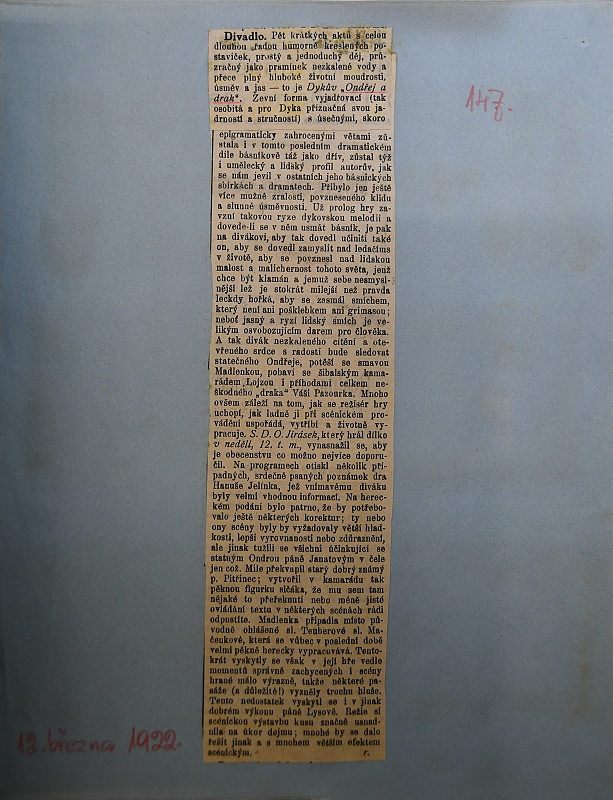 Divadlo. Pět krátkých aktů s celou
dlouhou řadou humorně kreslených po-
staviček, prostý a jednoduchý děj, prů-
zračný jako pramínek nezkalené vody a
přece plný hluboké životní moudrosti,
úsměv a jas — to je Dykův „Ondřej a
drak“. Zevní forma vyjadřovací (tak
osobitá a pro Dyka příznačná svou ja-
drností a stručností) s úsečnými, skoro
epigramaticky zahrocenými větami zů-
stala i v tomto posledním dramatickém
díle básníkově táž jako dřív, zůstal týž
i umělecký a lidský profil autorův, jak
se nám jevil v ostatních jeho básnických
sbírkách a dramatech. Přibylo jen ještě
více mužné zralosti, povzneseného klidu
a slunné úsměvnosti. Už prolog hry za-
vzní takovou ryze dykovskou melodií a
dovede-li se v něm usmát básník, je pak
na divákovi, aby tak dovedl učiniti také
on, aby se dovedl zamyslit nad ledačíms
v životě, aby se povznesl nad lidskou
malost a malichernost tohoto světa, jenž
chce být klamán a jemuž sebe nesmysl-
nější lež je stokrát milejší než pravda
leckdy hořká, aby se zasmál smíchem,
který není ani pošklebkem ani grimasou;
neboť jasný a ryzí lidský smích je ve-
likým osvobozujícím darem pro člověka.
A tak divák nezkaleného cítění a ote-
vřeného srdce s radostí bude sledovat
statečného Ondřeje, potěší se smavou
Madlenkou, pobaví se šibalským kama-
rádem Lojzou i příhodami celkem ne-
škodného „draka“ Váši Pazourka. Mnoho
ovšem záleží na tom, jak se režisér hry
uchopí, jak ladně ji při scénickém pro-
vádění uspořádá, vytříbí a životně vy-
pracuje. S. D. O. Jirásek, který hrál dílko
v neděli, 12. t. m., vynasnažil se, aby
je obecenstvu co možno nejvíce doporu-
čil. Na programech otiskl několik pří-
padných, srdečně psaných poznámek dra
Hanuše Jelínka, jež vnímavému diváku
byly velmi vhodnou informací. Na herec-
kém podání bylo patrno, že by potřebo-
valo ještě některých korektur; ty nebo
ony scény byly by vyžadovaly větší hlad-
kosti, lepší vyrovnanosti nebo zdůraznění,
ale jinak tužili se všichni účinkující se
statným Ondrou páně Janatovým v čele
jen což. Mile překvapil starý dobrý známý
p. Pitřinec; vytvořil v kamarádu tak
pěknou figurku sičáka, že mu sem tam
nějaké to přeřeknutí nebo méně jisté
ovládání textu v některých scénách rádi
odpustíte. Madlenka připadla místo pů-
vodně ohlášené sl. Teuberové sl. Ma-
čenkové, která se vůbec v poslední době
velmi pěkně herecky vypracovává. Tento-
krát vyskytly se však v její hře vedle
momentů správně zachycených i scény
hrané málo výrazně, takže některé pa-
sáže (a důležité!) vyzněly trochu hluše.
Tento nedostatek vyskytl se i v jinak
dobrém výkonu páně Lysově. Režie si
scénickou výstavbu kusu značně usnad-
nila na úkor dojmu; mnohé by se dalo
řešit jinak a s mnohem větším efektem
scénickým. r.
147.
12. března 1922.